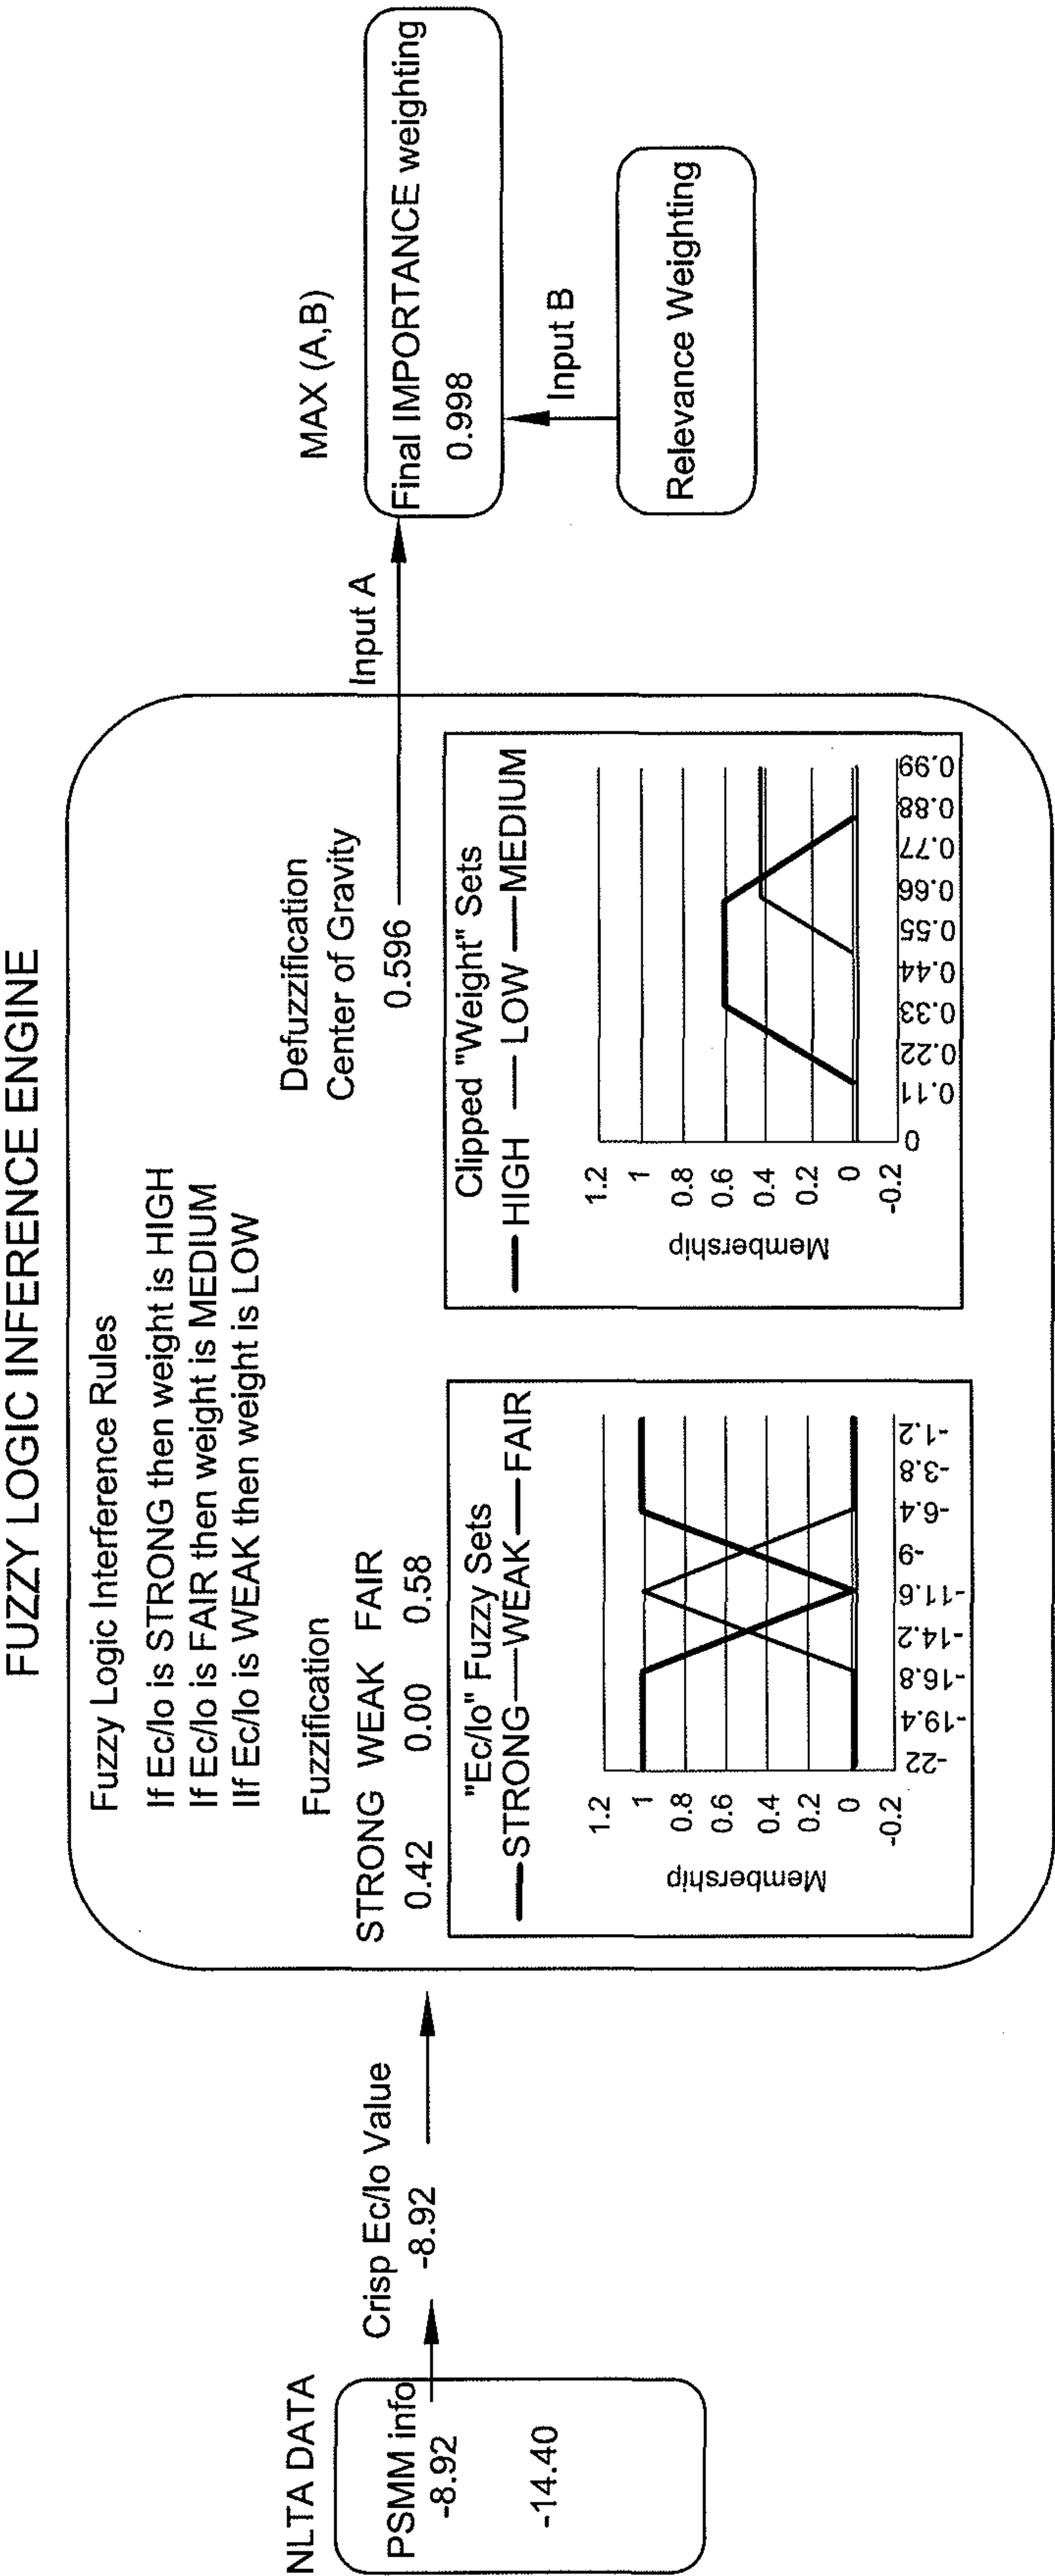 FUZZY LOGIC INFERENCE ENGINE
NLTA DATA
PSMM info
-8.92
-14.40
Crisp Ec/Io Value
-8.92
Fuzzy Logic Interference Rules
If Ec/Io is STRONG then weight is HIGH
If Ec/Io is FAIR then weight is MEDIUM
IIf Ec/Io is WEAK then weight is LOW
Fuzzification
STRONG WEAK FAIR
0.42 0.00 0.58
"Ec/Io" Fuzzy Sets
STRONG WEAK FAIR
1.2
1
0.8
0.6
0.4
0.2
0
-0.2
Membership
-22 -19.4 -16.8 -14.2 -11.6 -9 -6.4 -3.8 -1.2
Defuzzification
Center of Gravity
0.596
Clipped "Weight" Sets
HIGH LOW MEDIUM
1.2
1
0.8
0.6
0.4
0.2
0
-0.2
Membership
0 0.11 0.22 0.33 0.44 0.55 0.66 0.77 0.88 0.99
Input A
MAX (A,B)
Final IMPORTANCE weighting
0.998
Input B
Relevance Weighting